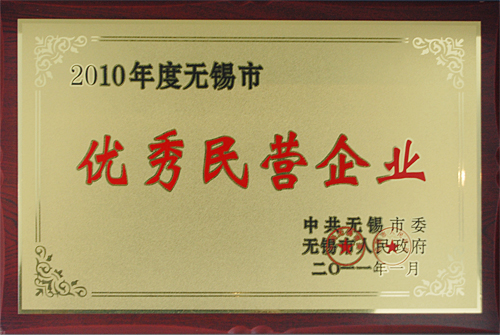 2010年度无锡市
优秀民营企业
中共无锡市委
无锡市人民政府
二〇一一年一月